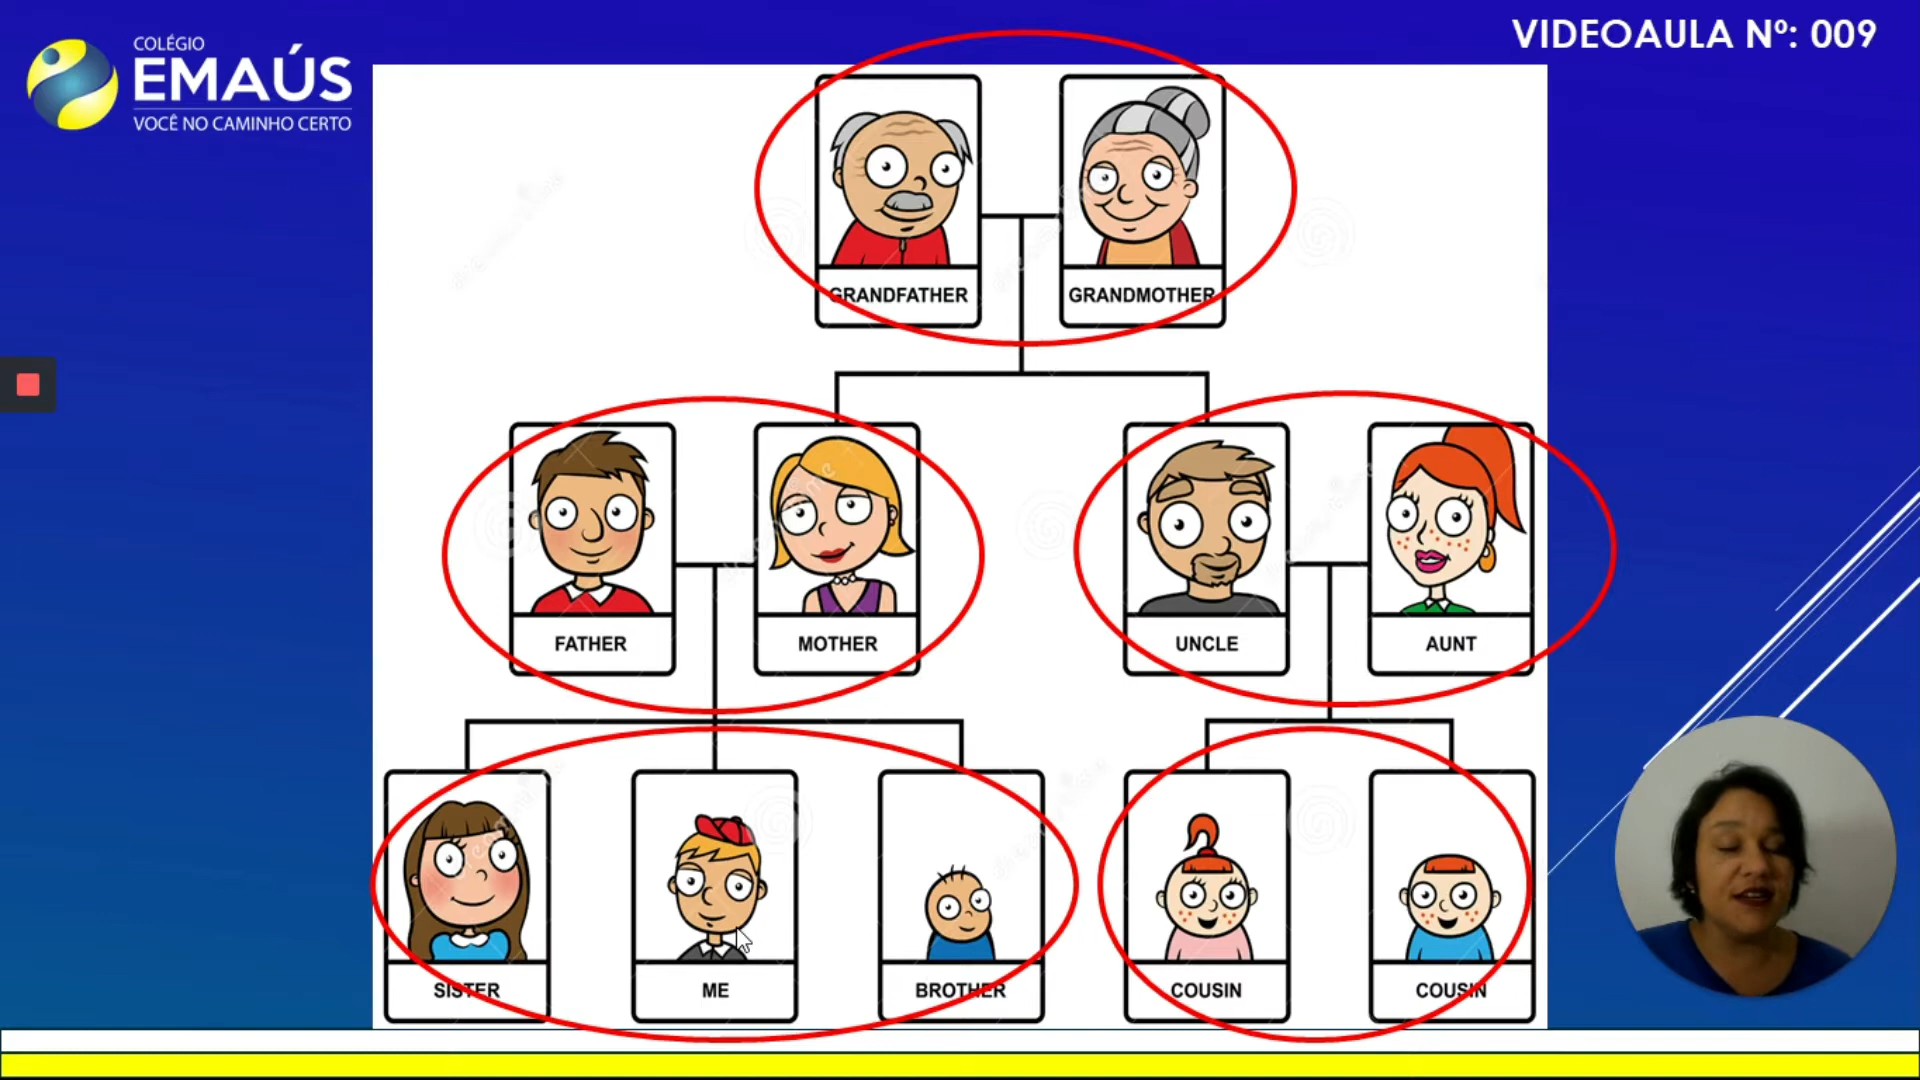 COLÉGIO
EMAÚS
VOCÊ NO CAMINHO CERTO
VIDEOAULA Nº: 009
GRANDFATHER
GRANDMOTHER
FATHER
MOTHER
UNCLE
AUNT
SISTER
ME
BROTHER
COUSIN
COUSIN